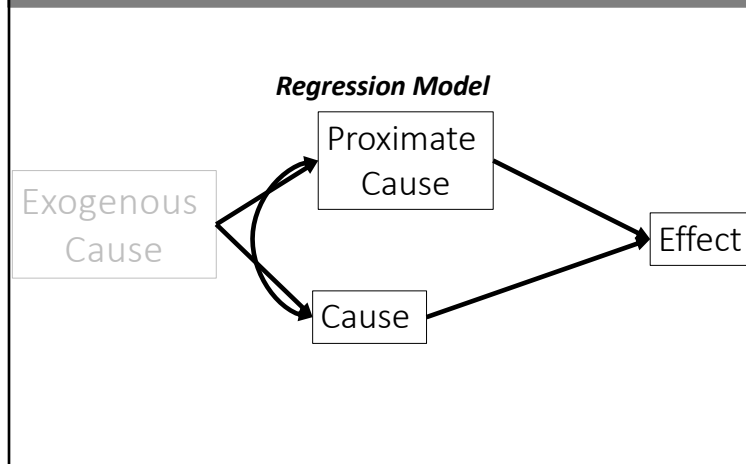 Regression Model
Proximate
Cause
Exogenous
Cause
Effect
Cause